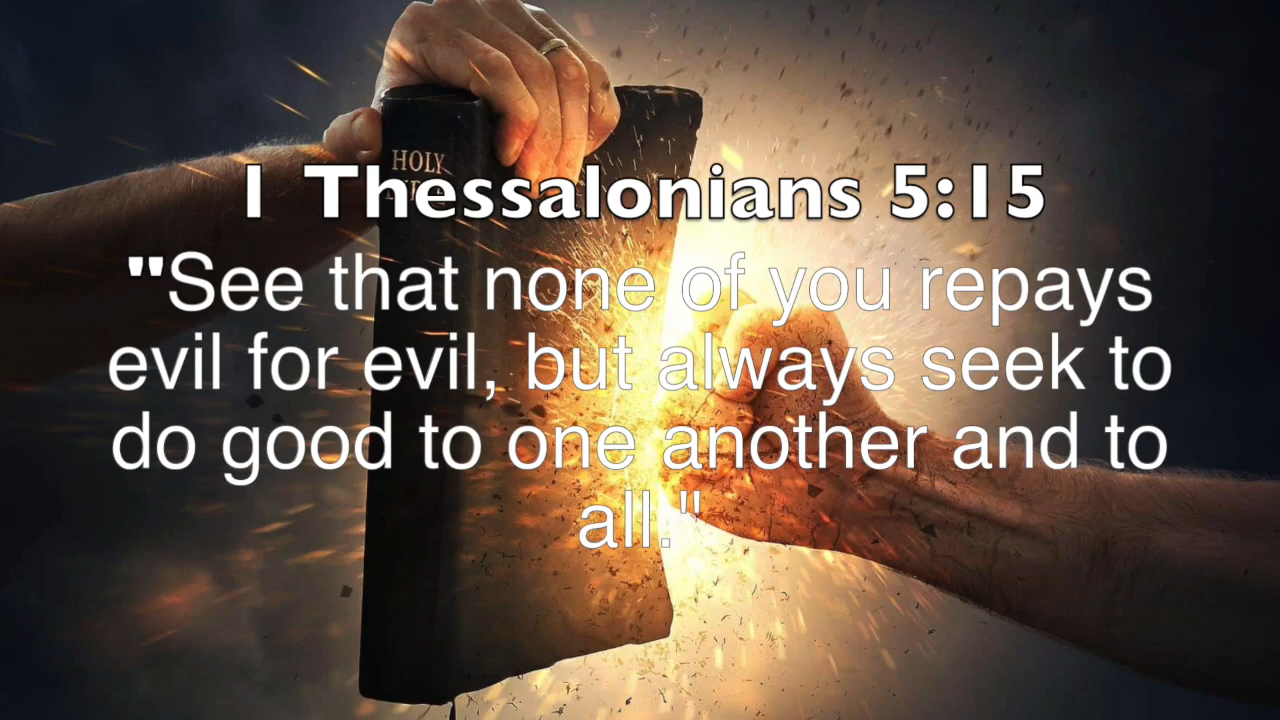 HOLY
1 Thessalonians 5:15
"See that none of you repays
evil for evil, but always seek to
do good to one another and to
all."